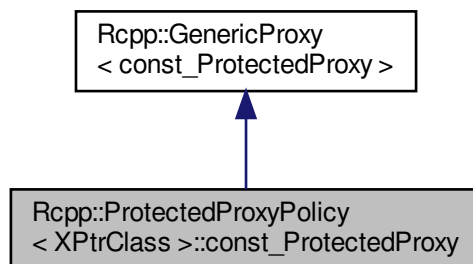 Rcpp::GenericProxy
< const_ProtectedProxy >
Rcpp::ProtectedProxyPolicy
< XPtrClass >::const_ProtectedProxy